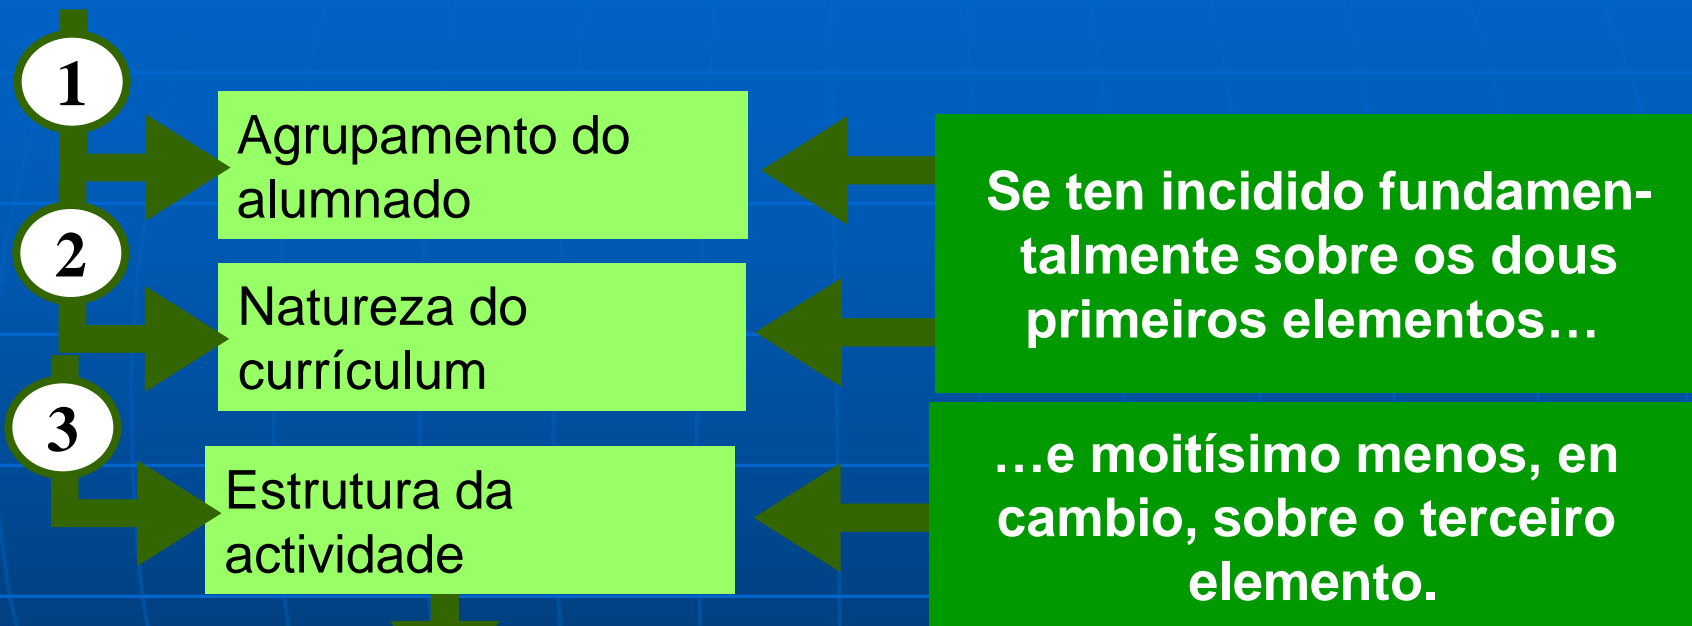 1
Agrupamento do
alumnado
2
Natureza do
currículum
3
Estrutura da
actividade
Se ten incidido fundamen-
talmente sobre os dous
primeiros elementos…
…e moitísimo menos, en
cambio, sobre o terceiro
elemento.